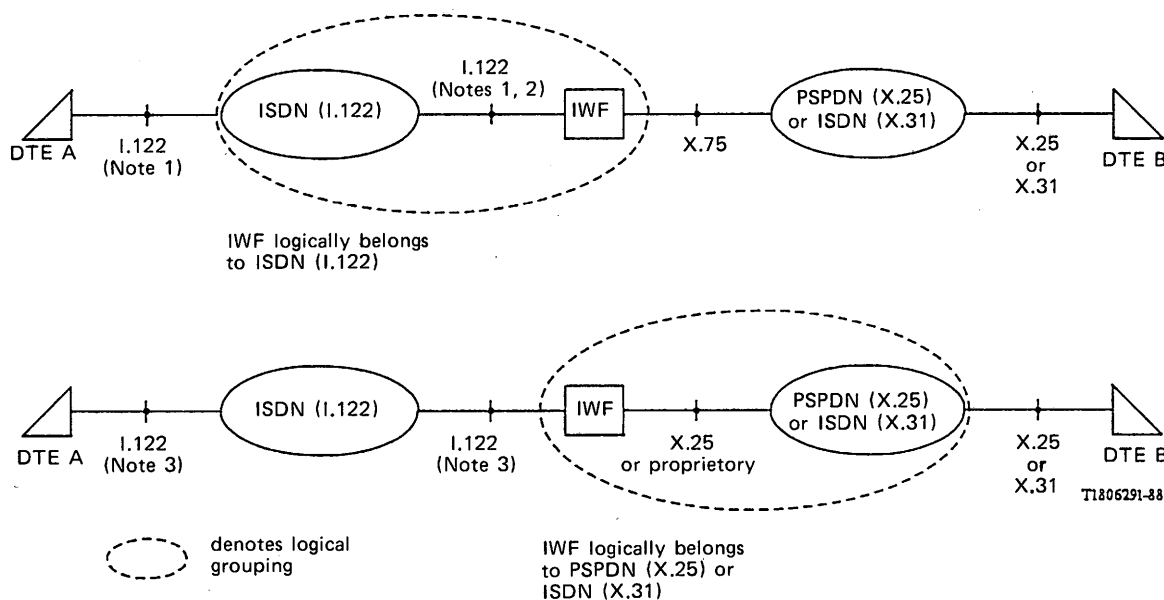 I.122
(Notes 1, 2)
ISDN (I.122)
IWF
PSPDN (X.25)
or ISDN (X.31)
DTE A
I.122
(Note 1)
X.75
X.25
or
X.31
DTE B
IWF logically belongs
to ISDN (I.122)
ISDN (I.122)
IWF
PSPDN (X.25)
or ISDN (X.31)
DTE A
I.122
(Note 3)
I.122
(Note 3)
X.25
or proprietory
X.25
or
X.31
DTE B
T1806291-88
denotes logical
grouping
IWF logically belongs
to PSPDN (X.25) or
ISDN (X.31)